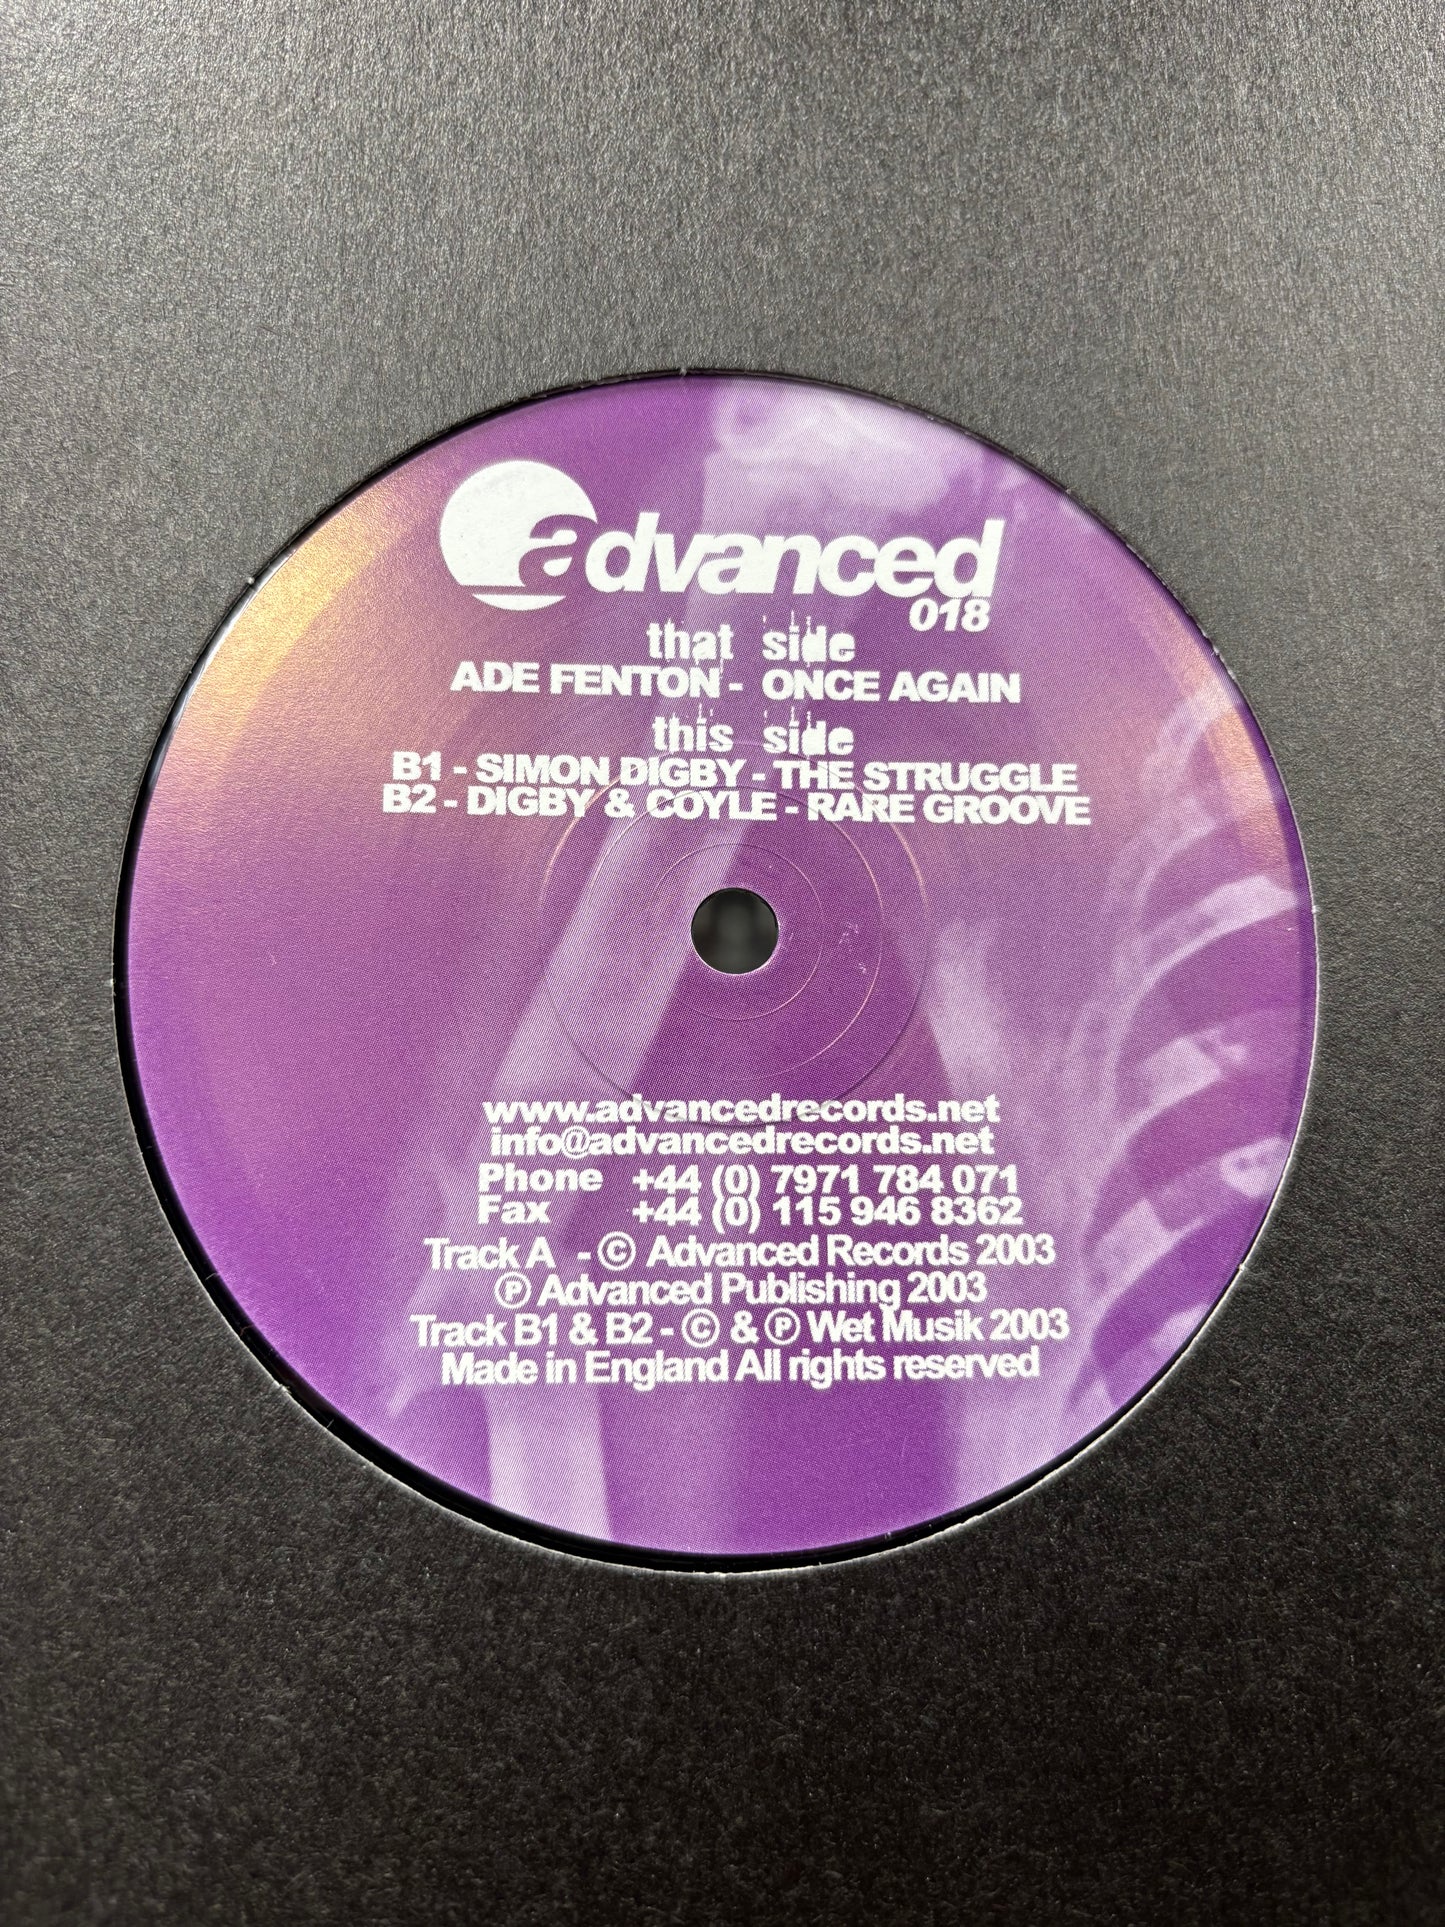 advanced
018
that side
ADE FENTON - ONCE AGAIN
this side
B1 - SIMON DIGBY - THE STRUGGLE
B2 - DIGBY & COYLE - RARE GROOVE
www.advancedrecords.net
info@advancedrecords.net
Phone +44 (0) 7971 784 071
Fax +44 (0) 115 946 8362
Track A - © Advanced Records 2003
℗ Advanced Publishing 2003
Track B1 & B2 - © & ℗ Wet Musik 2003
Made in England All rights reserved